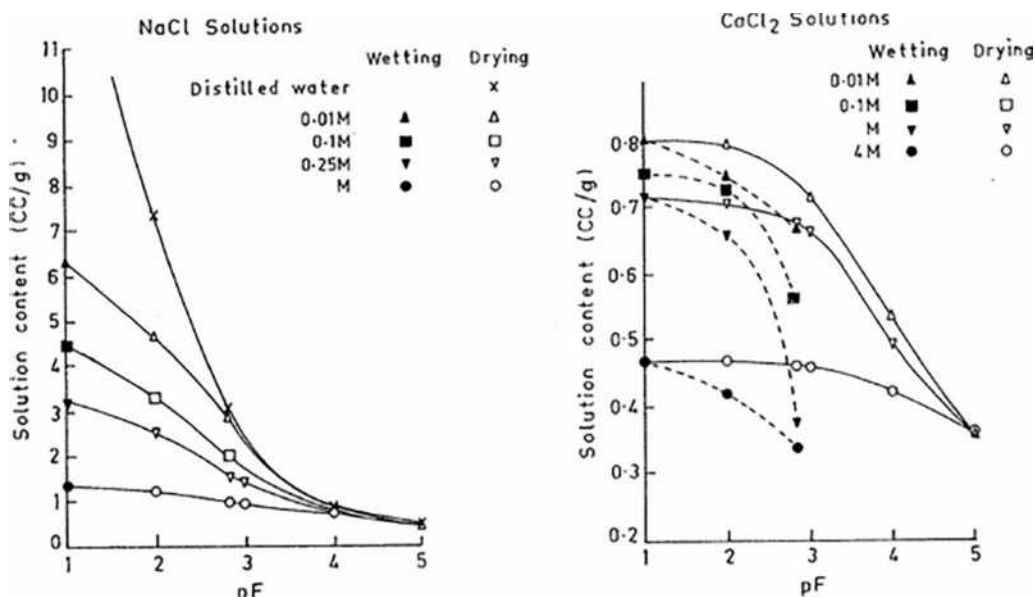 NaCl Solutions
Wetting Drying
Distilled water
0·01M
0·1M
0·25M
M
11
10
9
8
7
6
5
4
3
2
1
0
Solution content (CC/g)
1 2 3 4 5
pF
CaCl2 Solutions
Wetting Drying
0·01M
0·1M
M
4M
0·8
0·7
0·6
0·5
0·4
0·3
0·2
Solution content (CC/g)
1 2 3 4 5
pF